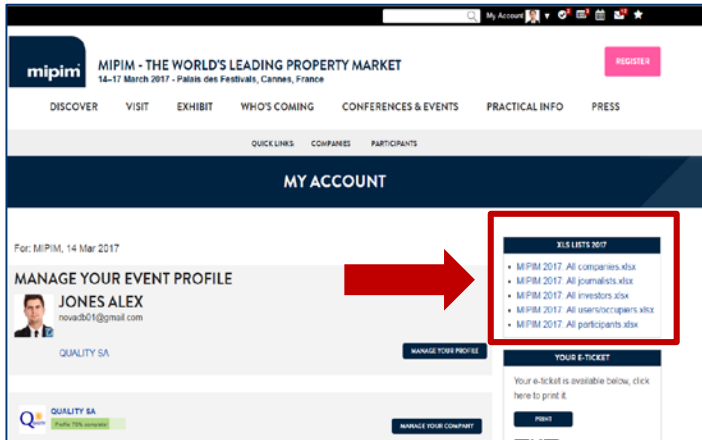 My Account
mipim
MIPIM - THE WORLD'S LEADING PROPERTY MARKET
14–17 March 2017 - Palais des Festivals, Cannes, France
REGISTER
DISCOVER VISIT EXHIBIT WHO'S COMING CONFERENCES & EVENTS PRACTICAL INFO PRESS
QUICK LINKS COMPANIES PARTICIPANTS
MY ACCOUNT
For: MIPIM, 14 Mar 2017
MANAGE YOUR EVENT PROFILE
JONES ALEX
novadb01@gmail.com
QUALITY SA
MANAGE YOUR PROFILE
QUALITY SA
Profile 70% complete
MANAGE YOUR COMPANY
XLS LISTS 2017
MIPIM 2017: All companies.xlsx
MIPIM 2017: All journalists.xlsx
MIPIM 2017: All investors.xlsx
MIPIM 2017: All users/occupiers.xlsx
MIPIM 2017: All participants.xlsx
YOUR E-TICKET
Your e-ticket is available below, click
here to print it.
PRINT